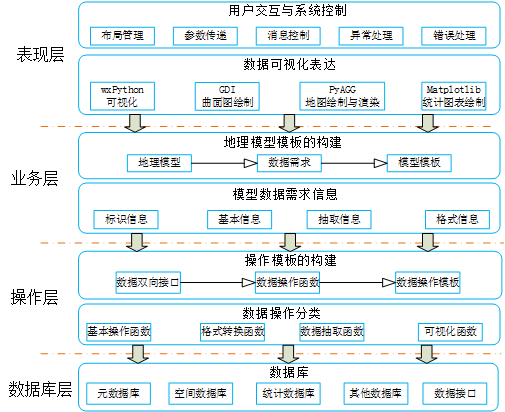 用户交互与系统控制
布局管理 参数传递 消息控制 异常处理 错误处理
表现层
数据可视化表达
wxPython GDI PyAGG Matplotlib
可视化 曲面图绘制 地图绘制与渲染 统计图表绘制
地理模型模板的构建
地理模型 数据需求 模型模板
业务层
模型数据需求信息
标识信息 基本信息 抽取信息 格式信息
操作模板的构建
数据双向接口 数据操作函数 数据操作模板
操作层
数据操作分类
基本操作函数 格式转换函数 数据抽取函数 可视化函数
数据库
数据库层
元数据库 空间数据库 统计数据库 其他数据库 数据接口